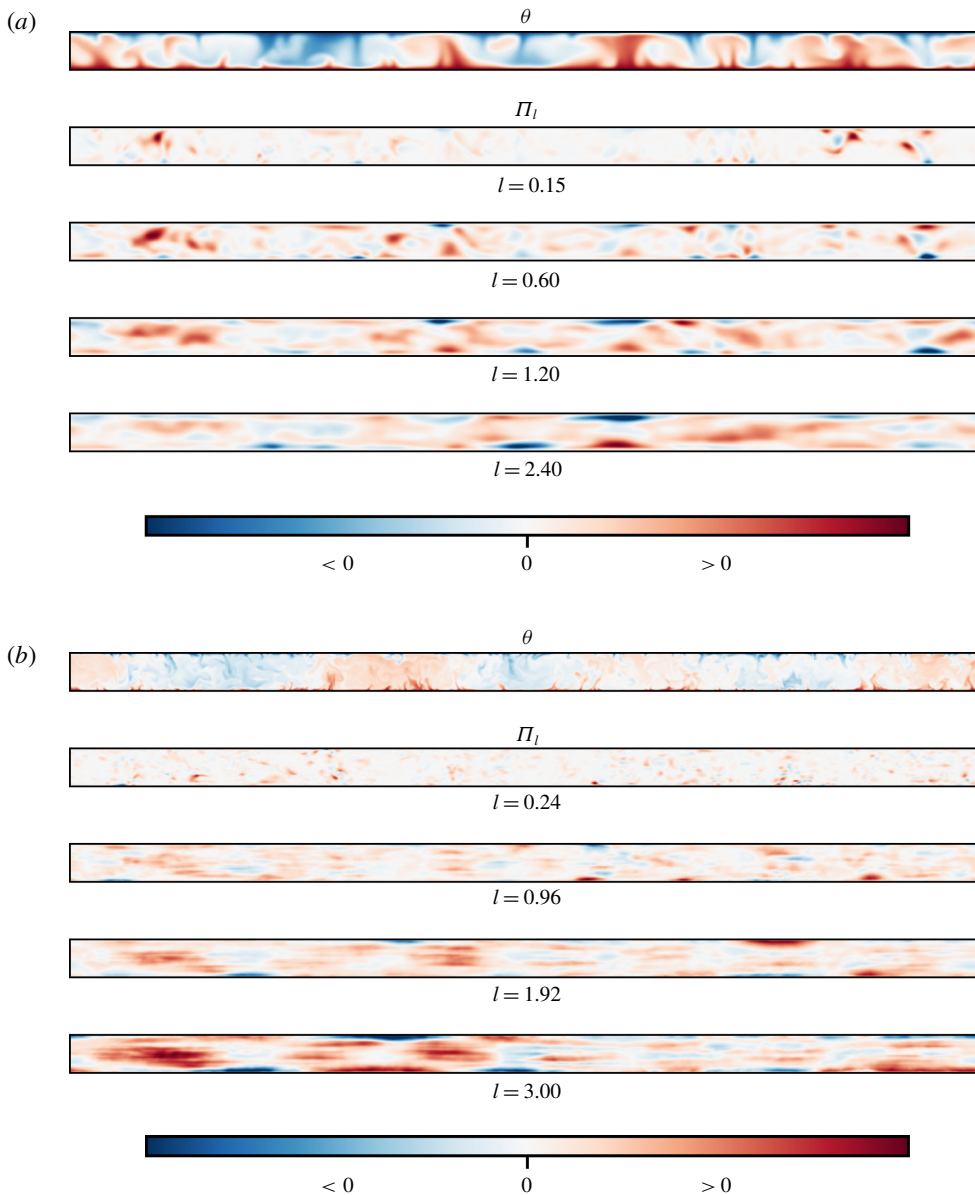 (a)
θ
Π_l
l = 0.15
l = 0.60
l = 1.20
l = 2.40
< 0 0 > 0
(b)
θ
Π_l
l = 0.24
l = 0.96
l = 1.92
l = 3.00
< 0 0 > 0